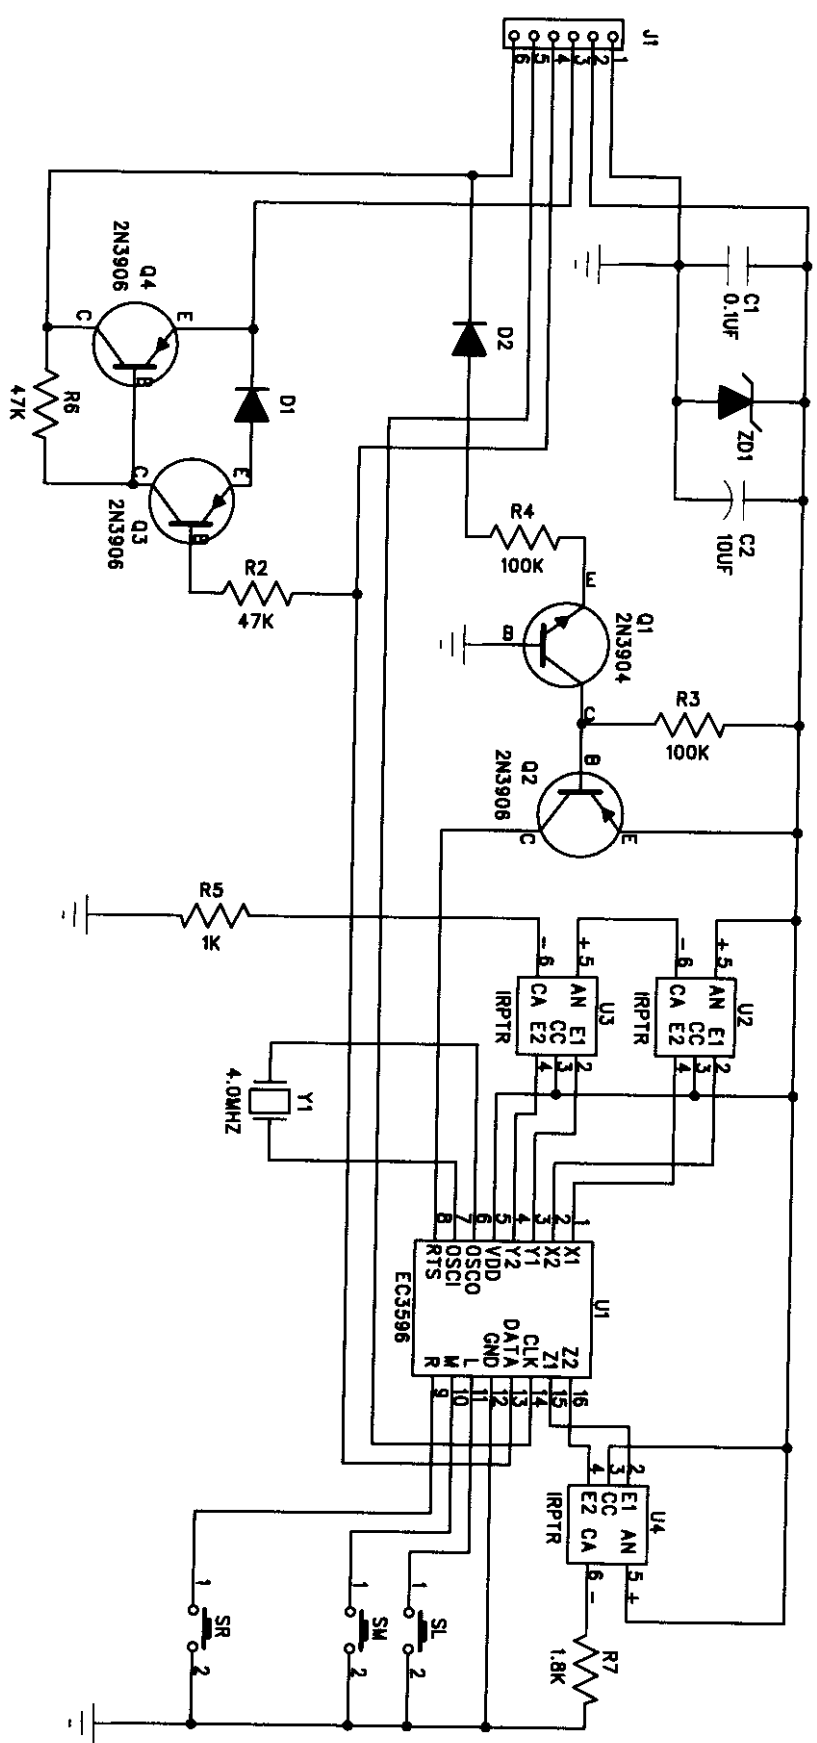 J1
1
2
3
4
5
6
C1
0.1UF
ZD1
C2
10UF
D2
Q4
2N3906
E
C
B
D1
R6
47K
Q3
2N3906
E
C
B
R2
47K
R4
100K
Q1
2N3904
E
B
C
R3
100K
Q2
2N3906
B
C
E
R5
1K
U3
IRPTR
AN
CA
E1
CC
E2
+
5
-
6
2
3
4
U2
IRPTR
AN
CA
E1
CC
E2
+
5
-
6
2
3
4
Y1
4.0MHZ
U1
EC3596
1
2
3
4
5
6
7
8
X1
X2
Y1
Y2
VDD
OSCO
OSCI
RTS
Z2
Z1
CLK
DATA
GND
L
M
R
16
15
14
13
12
11
10
9
U4
IRPTR
2
3
4
E1
CC
E2
AN
CA
5
+
6
-
R7
1.8K
SL
1
2
SM
1
2
SR
1
2